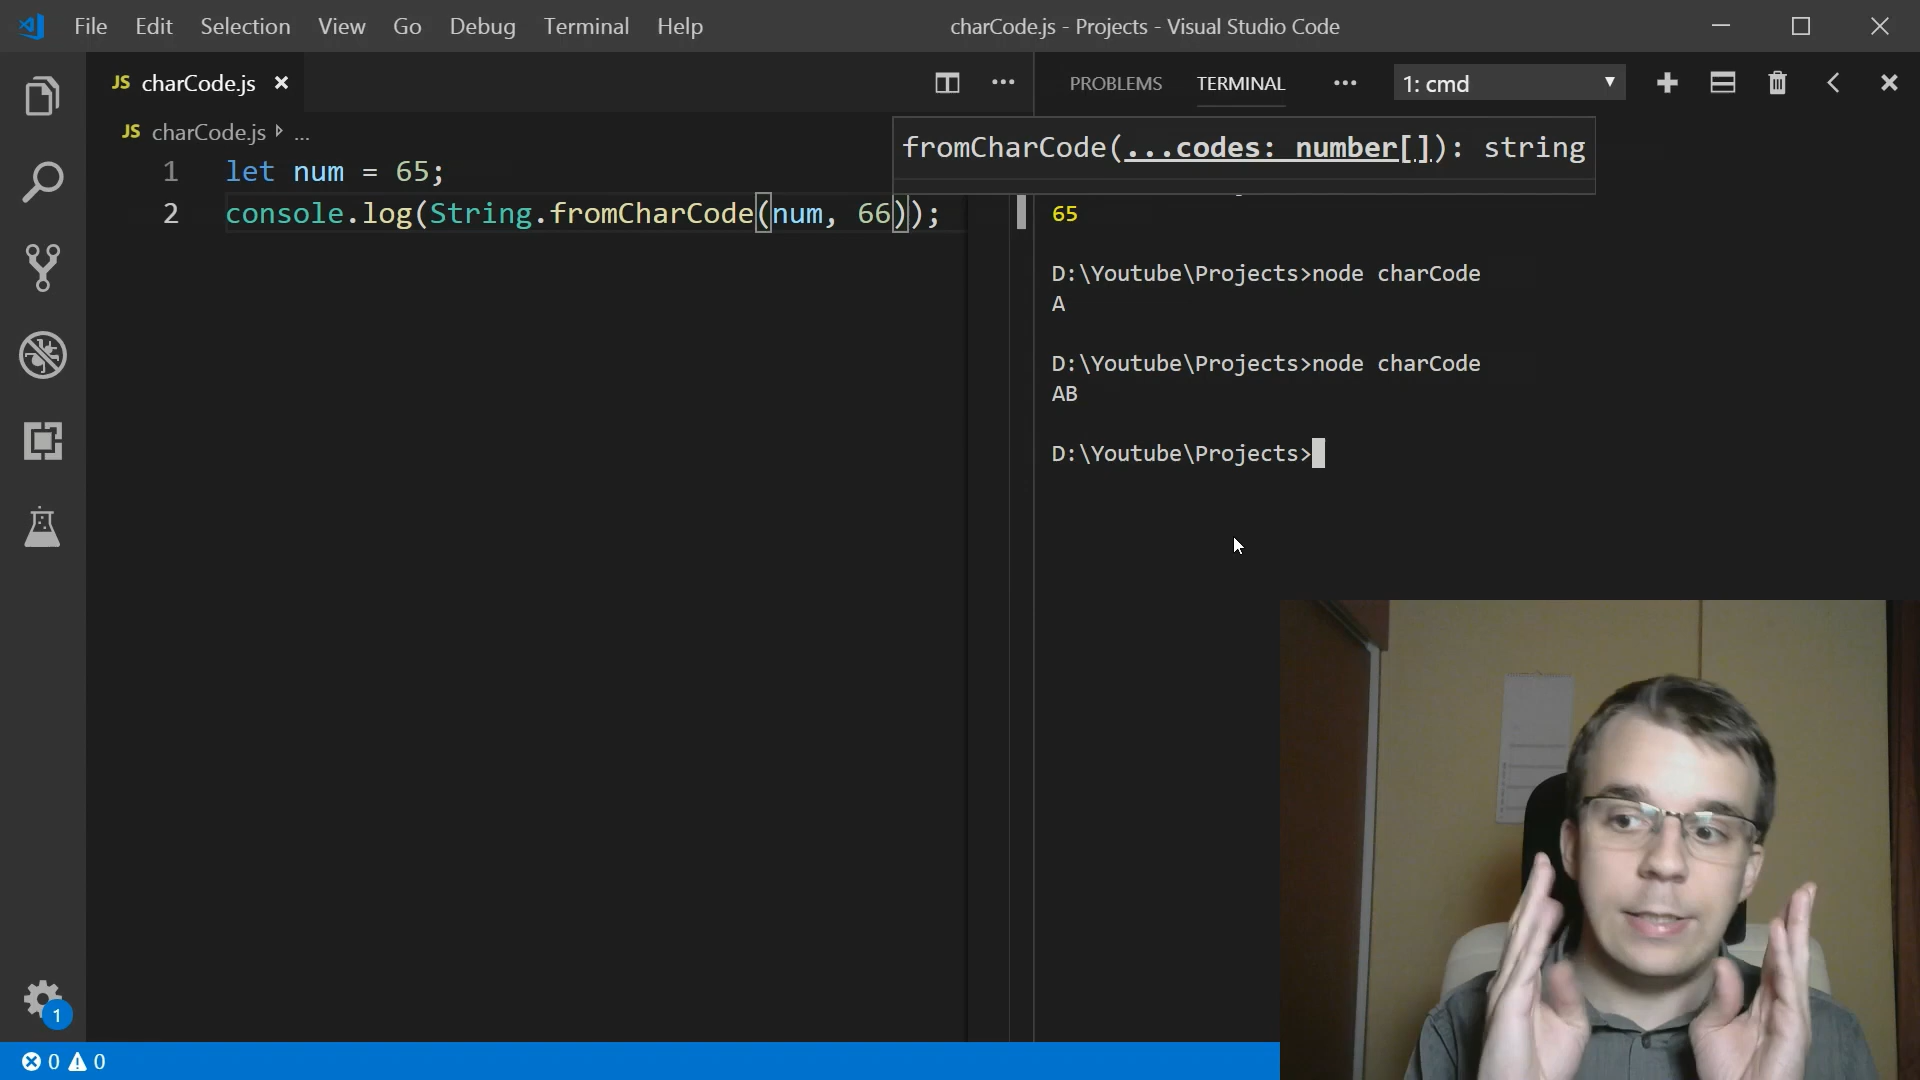 File Edit Selection View Go Debug Terminal Help charCode.js - Projects - Visual Studio Code
JS charCode.js
PROBLEMS TERMINAL ... 1: cmd
JS charCode.js ...
fromCharCode(...codes: number[]): string
1 let num = 65;
2 console.log(String.fromCharCode(num, 66));
65
D:\Youtube\Projects>node charCode
A
D:\Youtube\Projects>node charCode
AB
D:\Youtube\Projects>
1
0 0